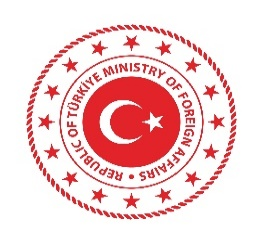 REPUBLIC OF TÜRKİYE MINISTRY OF FOREIGN AFFAIRS •